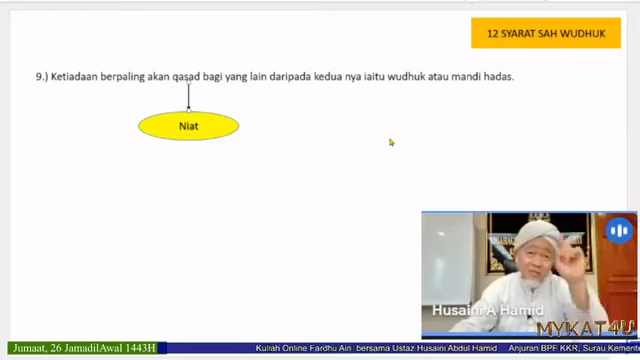 12 SYARAT SAH WUDHUK
9.) Ketiadaan berpaling akan qasad bagi yang lain daripada kedua nya iaitu wudhuk atau mandi hadas.
Niat
Husaini A Hamid
MYKAT4U
Jumaat, 26 JamadilAwal 1443H
Kuliah Online Fardhu Ain bersama Ustaz Husaini Abdul Hamid Anjuran BPF KKR, Surau Kemente